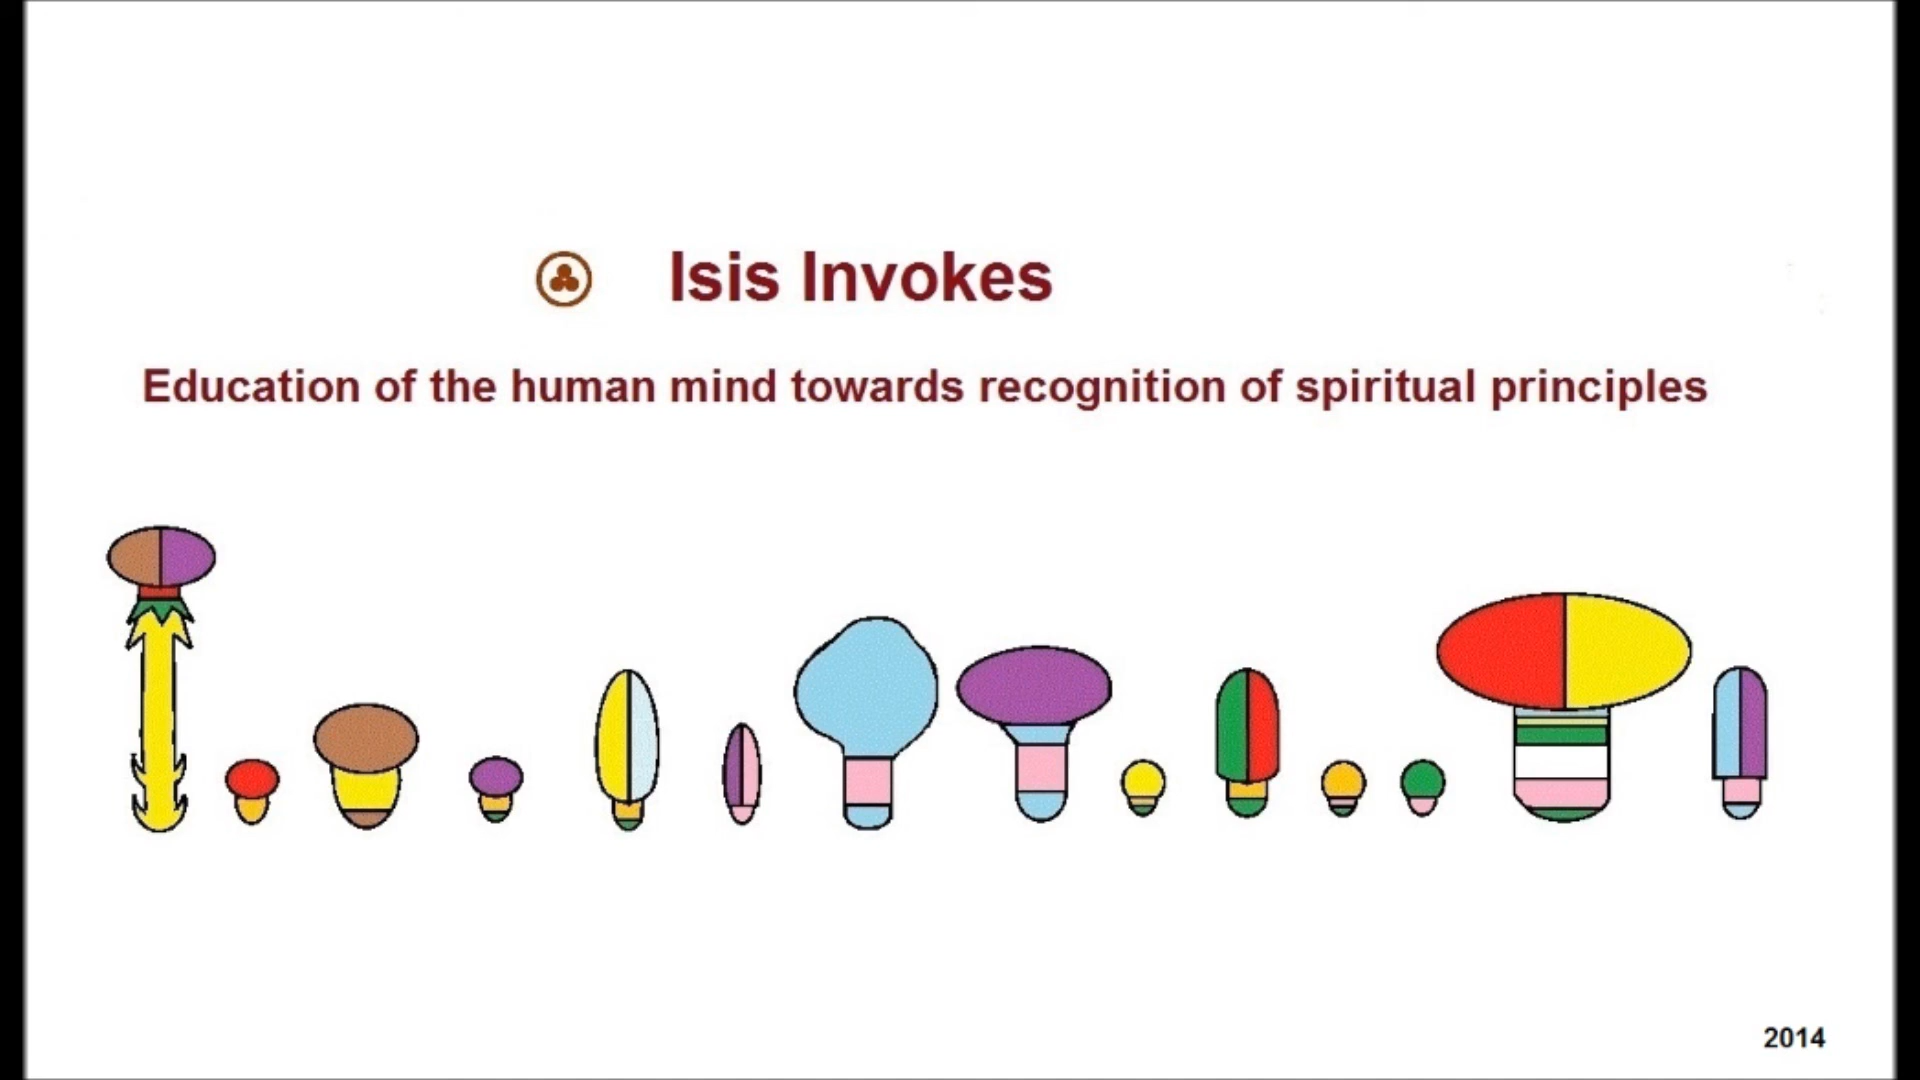 Isis Invokes
Education of the human mind towards recognition of spiritual principles
2014